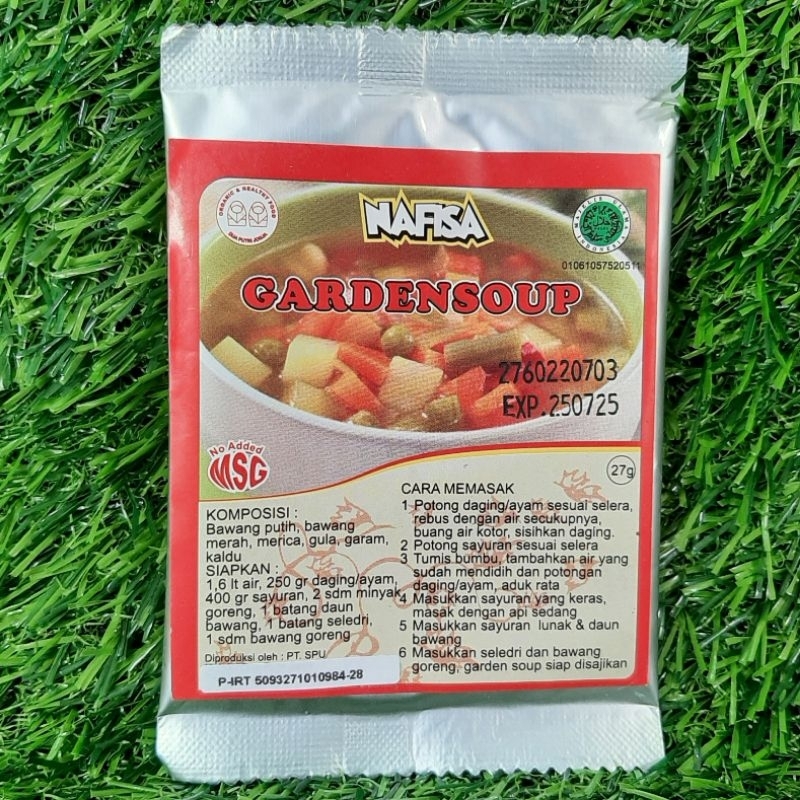 ORGANIC & HEALTHY FOOD
DUA PUTRI JOGJA
NAFISA
MAJELIS ULAMA
INDONESIA
01061057520511
GARDENSOUP
2760220703
EXP.250725
No Added
MSG
27g
KOMPOSISI :
Bawang putih, bawang
merah, merica, gula, garam,
kaldu
SIAPKAN :
1,6 lt air, 250 gr daging/ayam,
400 gr sayuran, 2 sdm minyak
goreng, 1 batang daun
bawang, 1 batang seledri,
1 sdm bawang goreng
Diproduksi oleh : PT. SPU
P-IRT 5093271010984-28
CARA MEMASAK
1 Potong daging/ayam sesuai selera,
rebus dengan air secukupnya,
buang air kotor, sisihkan daging.
2 Potong sayuran sesuai selera
3 Tumis bumbu, tambahkan air yang
sudah mendidih dan potongan
daging/ayam, aduk rata
4 Masukkan sayuran yang keras,
masak dengan api sedang
5 Masukkan sayuran lunak & daun
bawang
6 Masukkan seledri dan bawang
goreng, garden soup siap disajikan